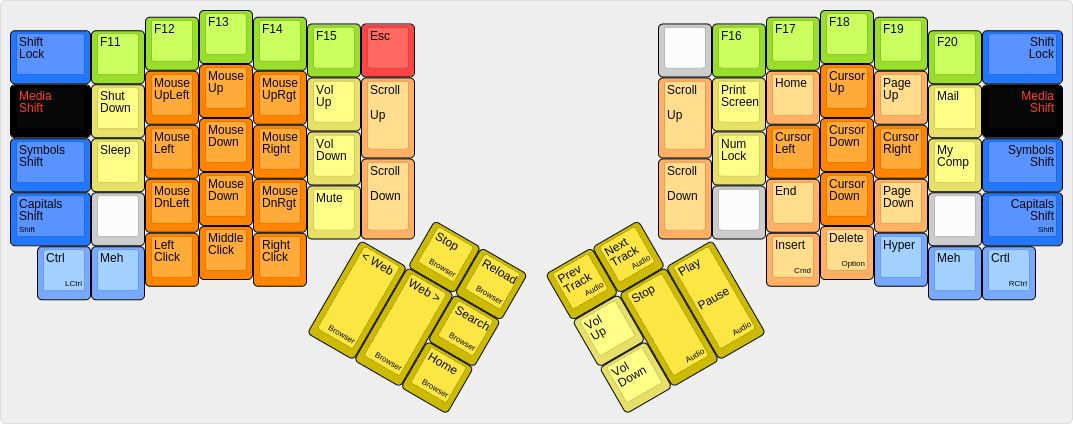 Shift
Lock
F11
F12
F13
F14
F15
Esc
Media
Shift
Shut
Down
Mouse
UpLeft
Mouse
Up
Mouse
UpRgt
Vol
Up
Scroll
Up
Symbols
Shift
Sleep
Mouse
Left
Mouse
Down
Mouse
Right
Vol
Down
Scroll
Down
Capitals
Shift
Shift
Mouse
DnLeft
Mouse
Down
Mouse
DnRgt
Mute
Ctrl
LCtrl
Meh
Left
Click
Middle
Click
Right
Click
Stop
Browser
Reload
Browser
< Web
Browser
Web >
Browser
Search
Browser
Home
Browser
F16
F17
F18
F19
F20
Shift
Lock
Scroll
Up
Print
Screen
Home
Cursor
Up
Page
Up
Mail
Media
Shift
Num
Lock
Cursor
Left
Cursor
Down
Cursor
Right
My
Comp
Symbols
Shift
Scroll
Down
End
Cursor
Down
Page
Down
Capitals
Shift
Shift
Insert
Cmd
Delete
Option
Hyper
Meh
Crtl
RCtrl
Prev
Track
Audio
Next
Track
Audio
Vol
Up
Stop
Audio
Play
Pause
Audio
Vol
Down